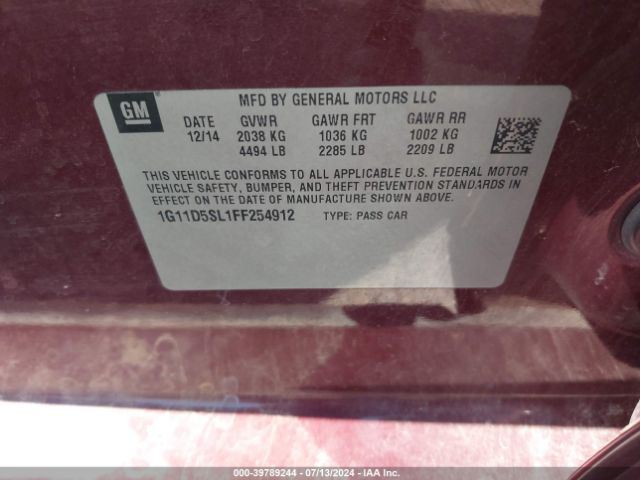 GM
MFD BY GENERAL MOTORS LLC
DATE GVWR GAWR FRT GAWR RR
12/14 2038 KG 1036 KG 1002 KG
4494 LB 2285 LB 2209 LB
THIS VEHICLE CONFORMS TO ALL APPLICABLE U.S. FEDERAL MOTOR
VEHICLE SAFETY, BUMPER, AND THEFT PREVENTION STANDARDS IN
EFFECT ON THE DATE OF MANUFACTURE SHOWN ABOVE.
1G11D5SL1FF254912 TYPE: PASS CAR
000-39789244 - 07/13/2024 - IAA Inc.